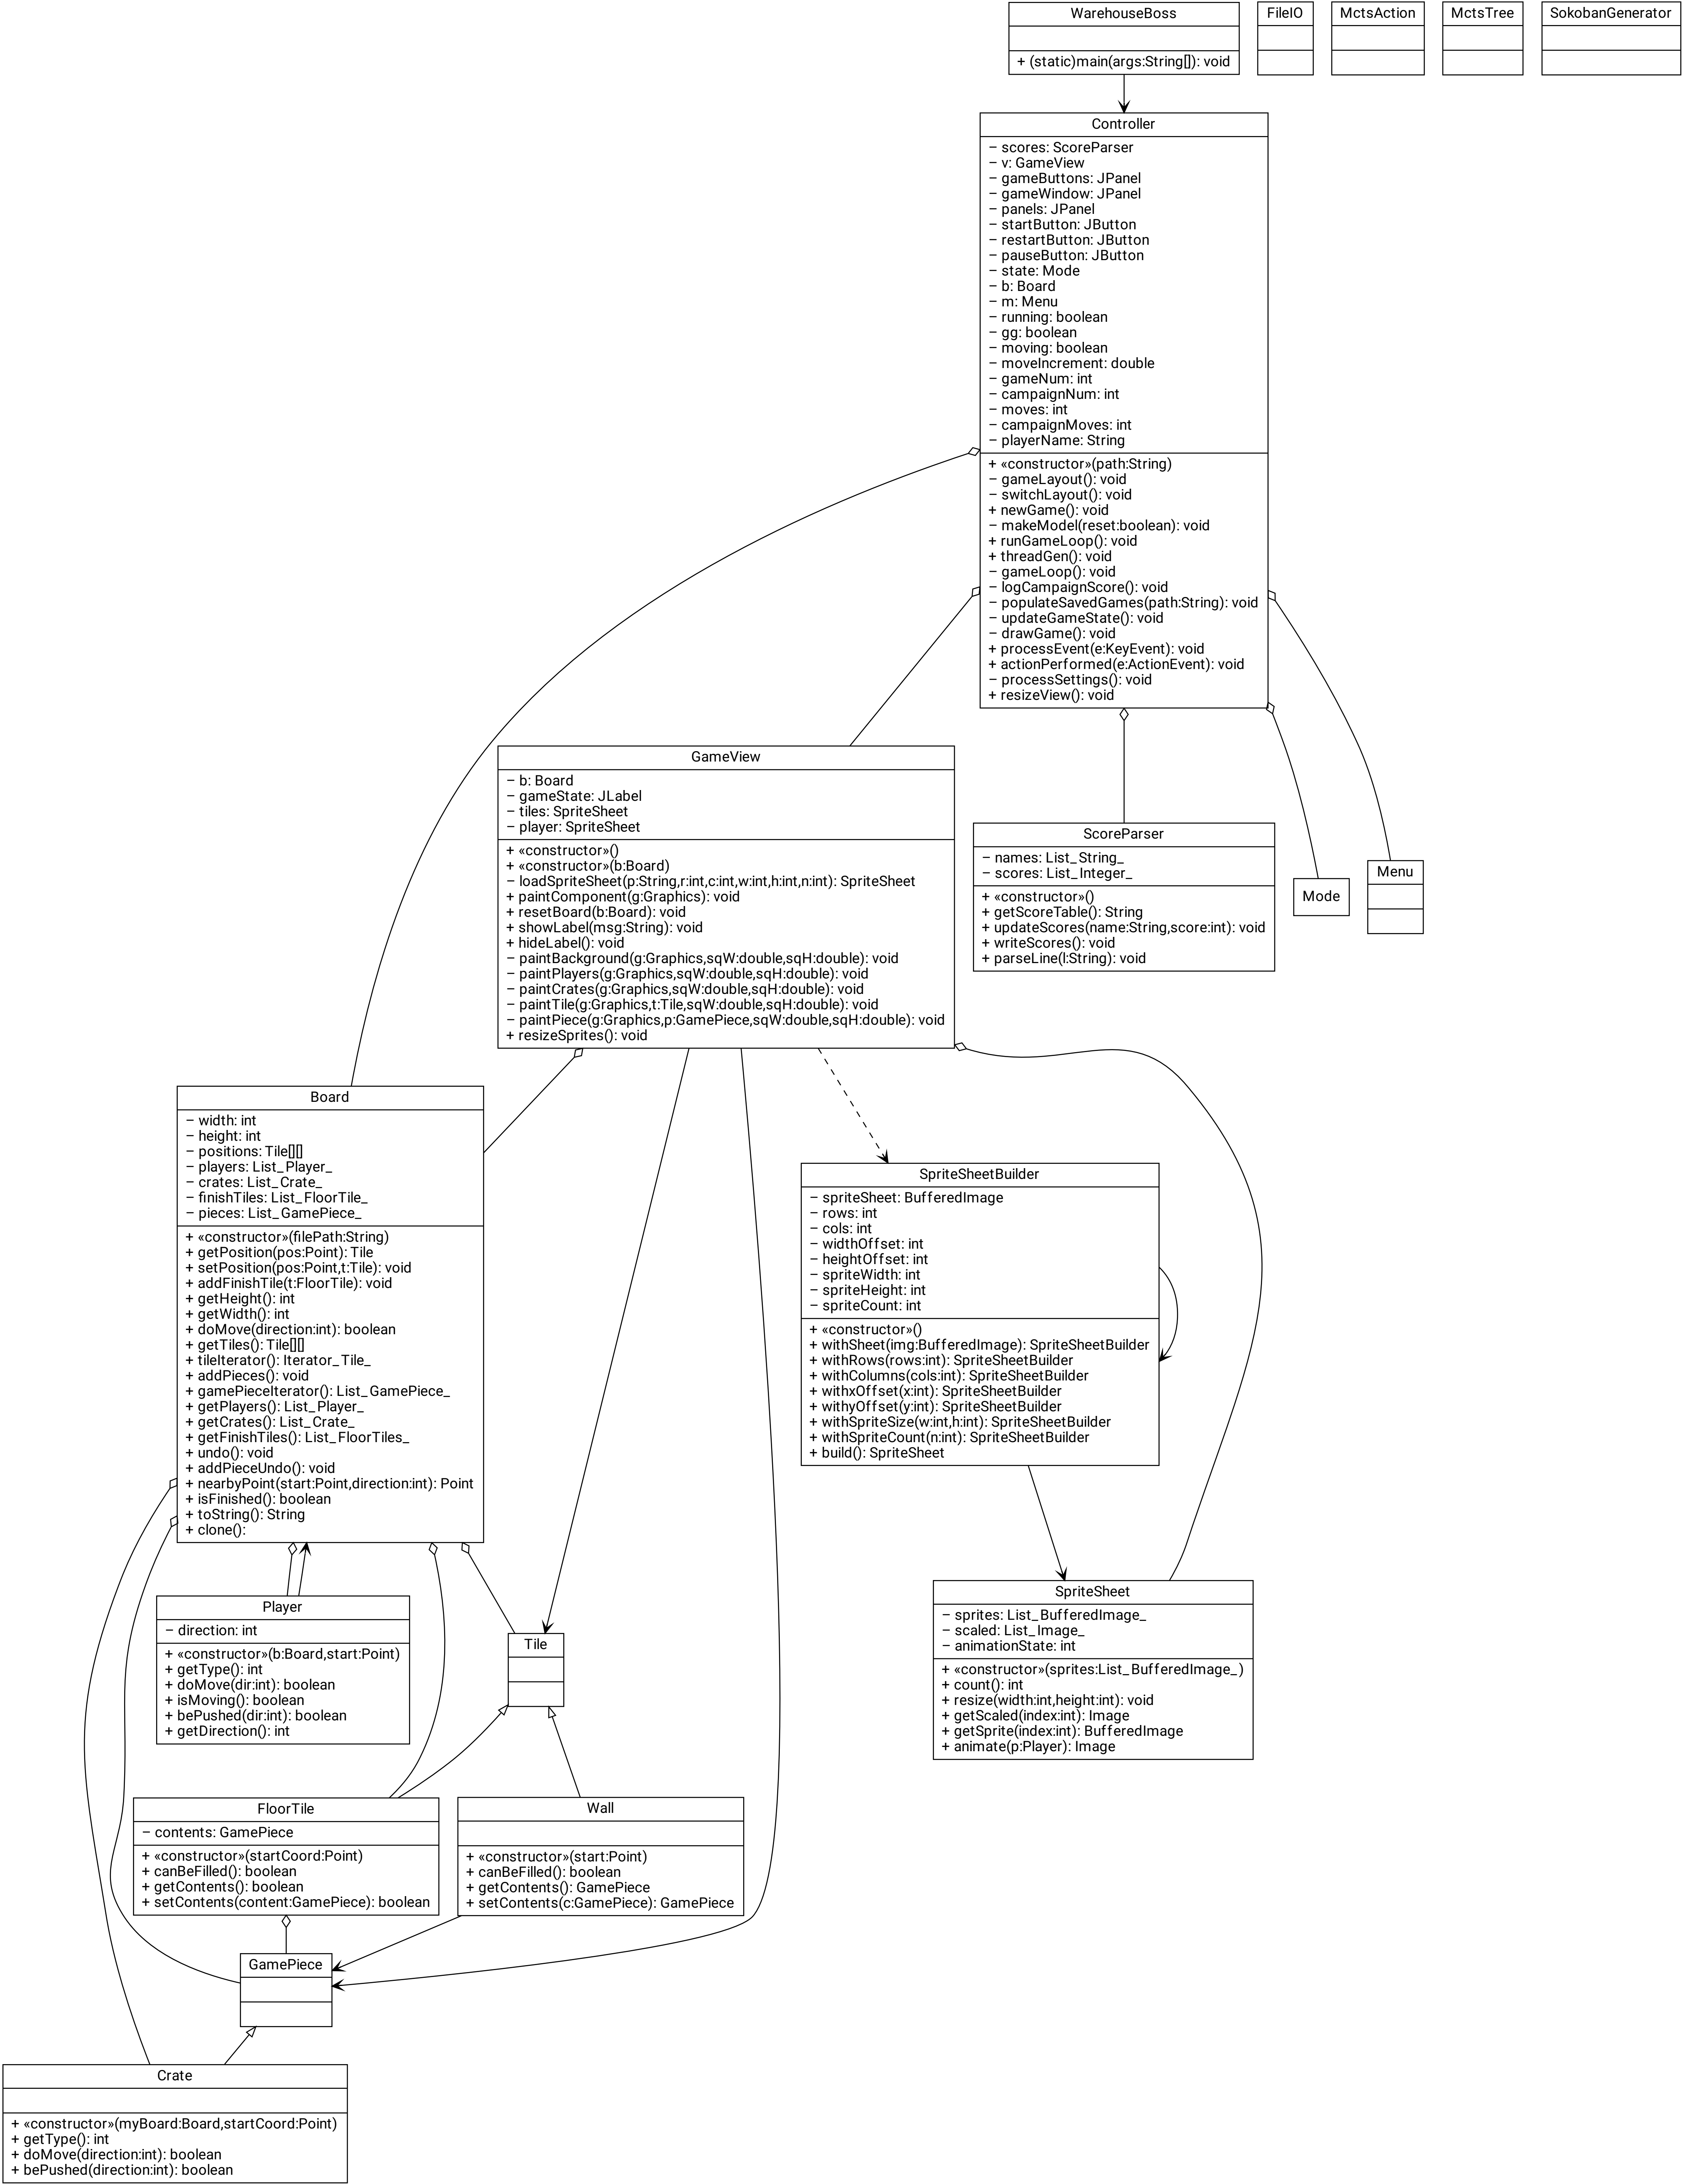 WarehouseBoss
+ (static)main(args:String[]): void
FileIO
MctsAction
MctsTree
SokobanGenerator
Controller
− scores: ScoreParser
− v: GameView
− gameButtons: JPanel
− gameWindow: JPanel
− panels: JPanel
− startButton: JButton
− restartButton: JButton
− pauseButton: JButton
− state: Mode
− b: Board
− m: Menu
− running: boolean
− gg: boolean
− moving: boolean
− moveIncrement: double
− gameNum: int
− campaignNum: int
− moves: int
− campaignMoves: int
− playerName: String
+ «constructor»(path:String)
− gameLayout(): void
− switchLayout(): void
+ newGame(): void
− makeModel(reset:boolean): void
+ runGameLoop(): void
+ threadGen(): void
− gameLoop(): void
− logCampaignScore(): void
− populateSavedGames(path:String): void
− updateGameState(): void
− drawGame(): void
+ processEvent(e:KeyEvent): void
+ actionPerformed(e:ActionEvent): void
− processSettings(): void
+ resizeView(): void
GameView
− b: Board
− gameState: JLabel
− tiles: SpriteSheet
− player: SpriteSheet
+ «constructor»()
+ «constructor»(b:Board)
− loadSpriteSheet(p:String,r:int,c:int,w:int,h:int,n:int): SpriteSheet
+ paintComponent(g:Graphics): void
+ resetBoard(b:Board): void
+ showLabel(msg:String): void
+ hideLabel(): void
− paintBackground(g:Graphics,sqW:double,sqH:double): void
− paintPlayers(g:Graphics,sqW:double,sqH:double): void
− paintCrates(g:Graphics,sqW:double,sqH:double): void
− paintTile(g:Graphics,t:Tile,sqW:double,sqH:double): void
− paintPiece(g:Graphics,p:GamePiece,sqW:double,sqH:double): void
+ resizeSprites(): void
ScoreParser
− names: List_String_
− scores: List_Integer_
+ «constructor»()
+ getScoreTable(): String
+ updateScores(name:String,score:int): void
+ writeScores(): void
+ parseLine(l:String): void
Mode
Menu
Board
− width: int
− height: int
− positions: Tile[][]
− players: List_Player_
− crates: List_Crate_
− finishTiles: List_FloorTile_
− pieces: List_GamePiece_
+ «constructor»(filePath:String)
+ getPosition(pos:Point): Tile
+ setPosition(pos:Point,t:Tile): void
+ addFinishTile(t:FloorTile): void
+ getHeight(): int
+ getWidth(): int
+ doMove(direction:int): boolean
+ getTiles(): Tile[][]
+ tileIterator(): Iterator_Tile_
+ addPieces(): void
+ gamePieceIterator(): List_GamePiece_
+ getPlayers(): List_Player_
+ getCrates(): List_Crate_
+ getFinishTiles(): List_FloorTiles_
+ undo(): void
+ addPieceUndo(): void
+ nearbyPoint(start:Point,direction:int): Point
+ isFinished(): boolean
+ toString(): String
+ clone():
SpriteSheetBuilder
− spriteSheet: BufferedImage
− rows: int
− cols: int
− widthOffset: int
− heightOffset: int
− spriteWidth: int
− spriteHeight: int
− spriteCount: int
+ «constructor»()
+ withSheet(img:BufferedImage): SpriteSheetBuilder
+ withRows(rows:int): SpriteSheetBuilder
+ withColumns(cols:int): SpriteSheetBuilder
+ withxOffset(x:int): SpriteSheetBuilder
+ withyOffset(y:int): SpriteSheetBuilder
+ withSpriteSize(w:int,h:int): SpriteSheetBuilder
+ withSpriteCount(n:int): SpriteSheetBuilder
+ build(): SpriteSheet
Player
− direction: int
+ «constructor»(b:Board,start:Point)
+ getType(): int
+ doMove(dir:int): boolean
+ isMoving(): boolean
+ bePushed(dir:int): boolean
+ getDirection(): int
Tile
SpriteSheet
− sprites: List_BufferedImage_
− scaled: List_Image_
− animationState: int
+ «constructor»(sprites:List_BufferedImage_)
+ count(): int
+ resize(width:int,height:int): void
+ getScaled(index:int): Image
+ getSprite(index:int): BufferedImage
+ animate(p:Player): Image
FloorTile
− contents: GamePiece
+ «constructor»(startCoord:Point)
+ canBeFilled(): boolean
+ getContents(): boolean
+ setContents(content:GamePiece): boolean
Wall
+ «constructor»(start:Point)
+ canBeFilled(): boolean
+ getContents(): GamePiece
+ setContents(c:GamePiece): GamePiece
GamePiece
Crate
+ «constructor»(myBoard:Board,startCoord:Point)
+ getType(): int
+ doMove(direction:int): boolean
+ bePushed(direction:int): boolean